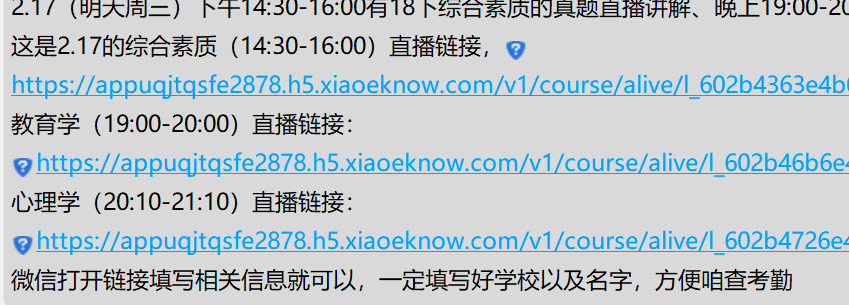 2.17（明天周三）下午14:30-16:00有18下综合素质的真题直播讲解、晚上19:00-20
这是2.17的综合素质（14:30-16:00）直播链接，
https://appuqjtqsfe2878.h5.xiaoeknow.com/v1/course/alive/l_602b4363e4b0
教育学（19:00-20:00）直播链接：
https://appuqjtqsfe2878.h5.xiaoeknow.com/v1/course/alive/l_602b46b6e4
心理学（20:10-21:10）直播链接：
https://appuqjtqsfe2878.h5.xiaoeknow.com/v1/course/alive/l_602b4726e4
微信打开链接填写相关信息就可以，一定填写好学校以及名字，方便咱查考勤